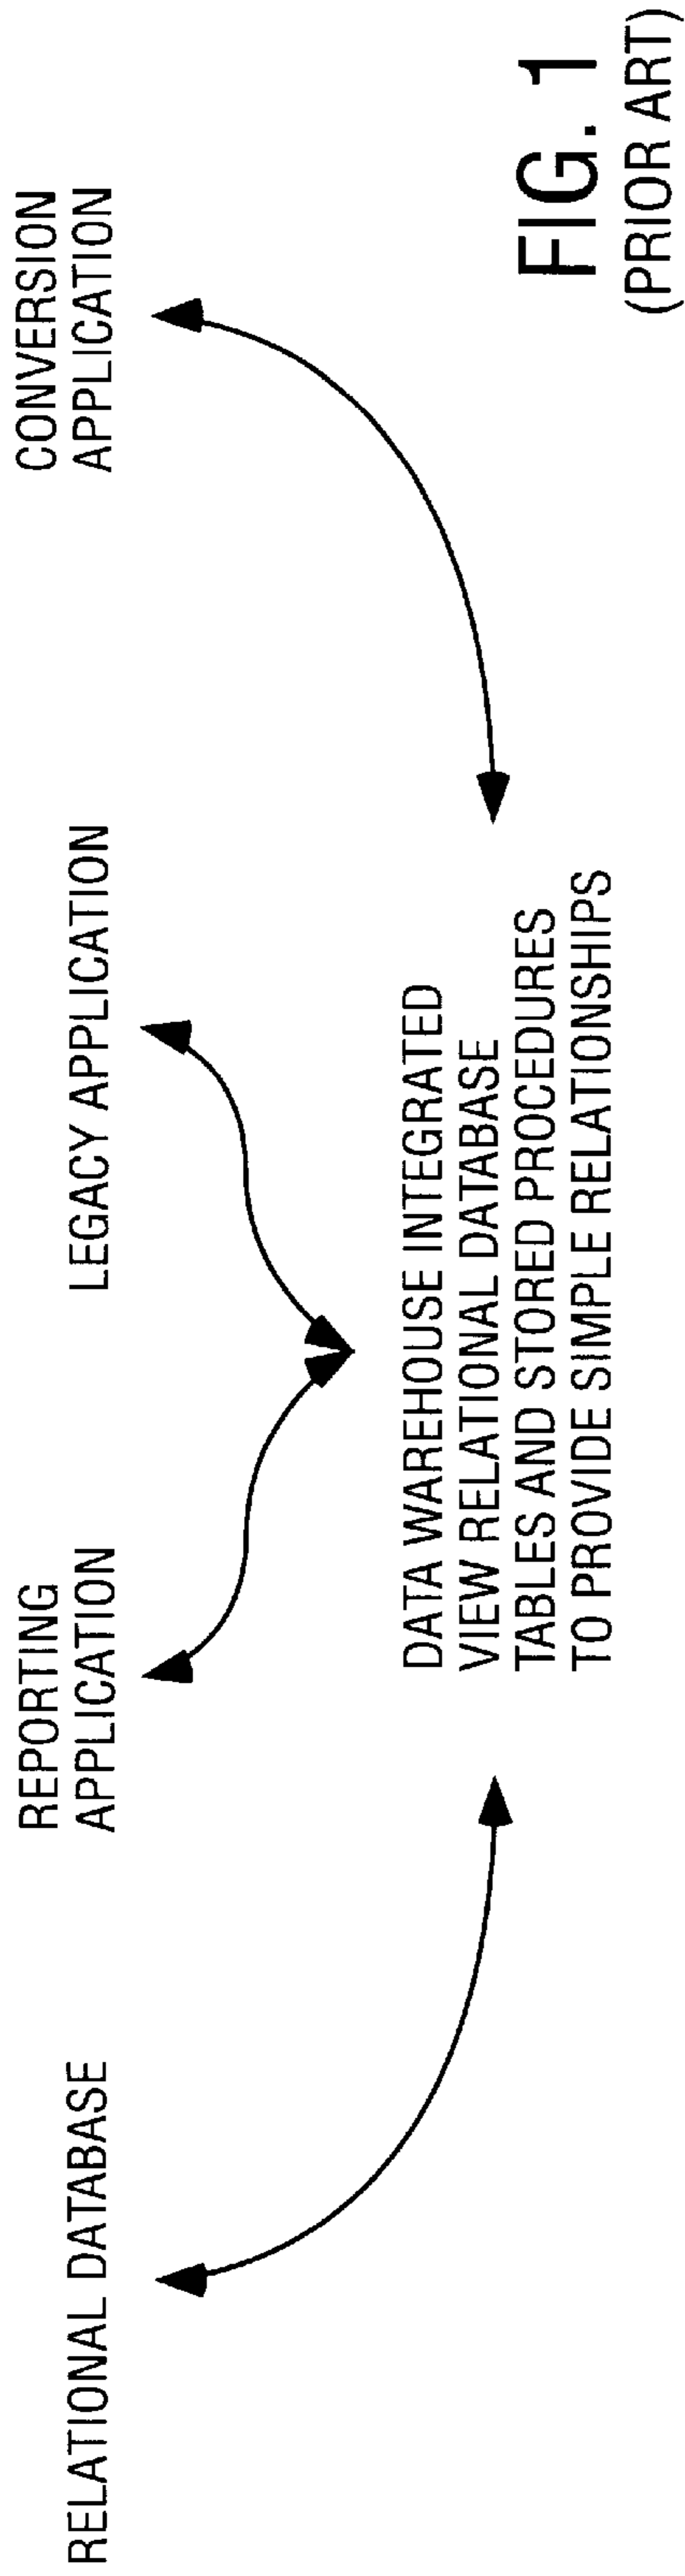 RELATIONAL DATABASE
REPORTING
APPLICATION
LEGACY APPLICATION
CONVERSION
APPLICATION
DATA WAREHOUSE INTEGRATED
VIEW RELATIONAL DATABASE
TABLES AND STORED PROCEDURES
TO PROVIDE SIMPLE RELATIONSHIPS
FIG. 1
(PRIOR ART)